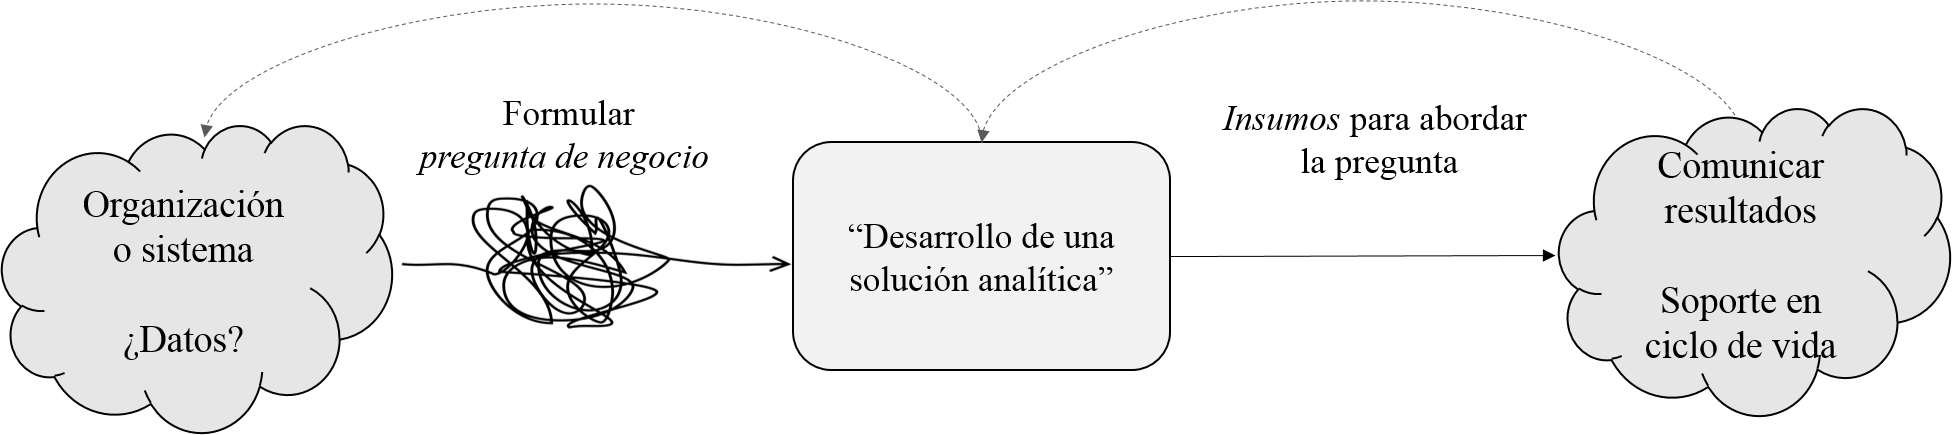 Organización
o sistema
¿Datos?
Formular
pregunta de negocio
“Desarrollo de una
solución analítica”
Insumos para abordar
la pregunta
Comunicar
resultados
Soporte en
ciclo de vida